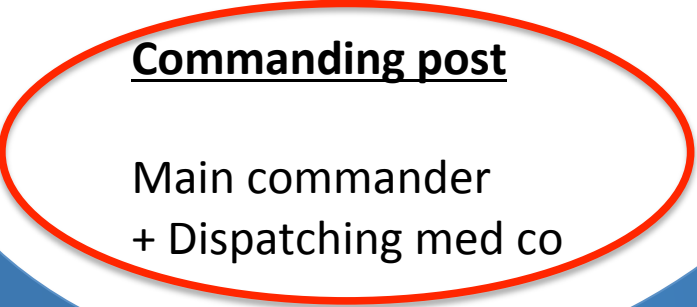 Commanding post
Main commander
+ Dispatching med co